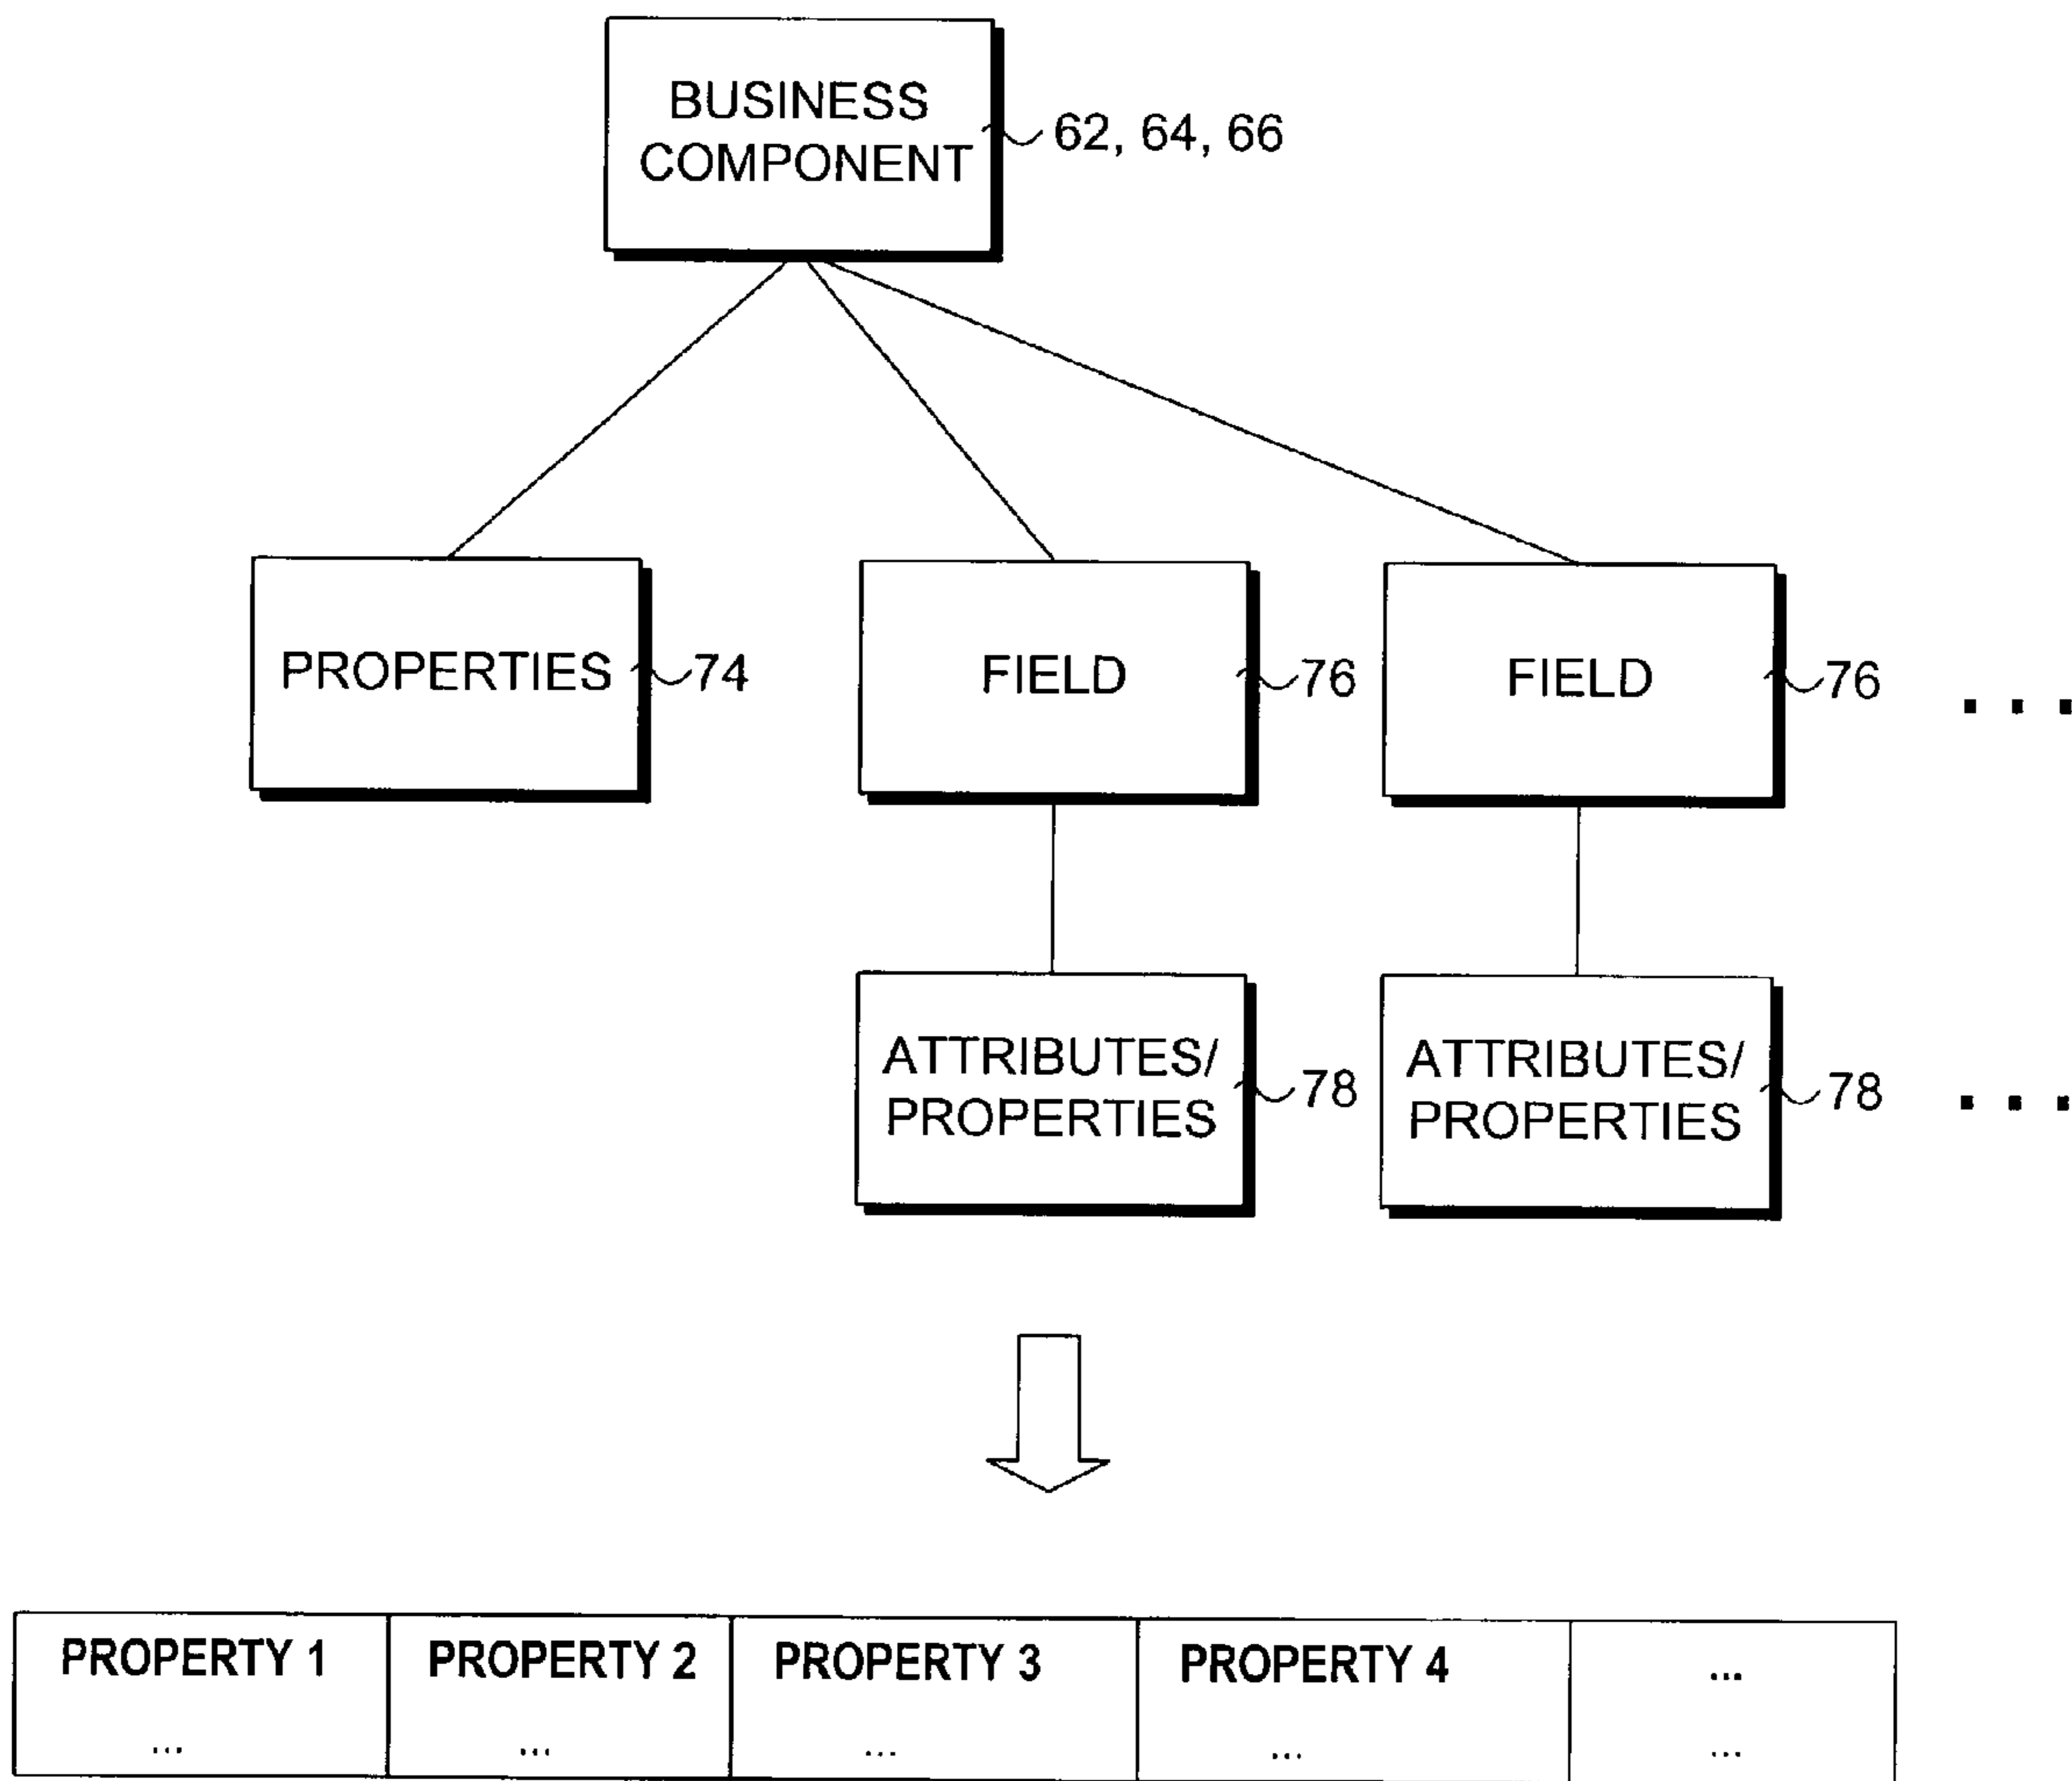 BUSINESS
COMPONENT
62, 64, 66
PROPERTIES
74
FIELD
76
FIELD
76
...
ATTRIBUTES/
PROPERTIES
78
ATTRIBUTES/
PROPERTIES
78
...
PROPERTY 1 PROPERTY 2 PROPERTY 3 PROPERTY 4 ...
... ... ... ... ...